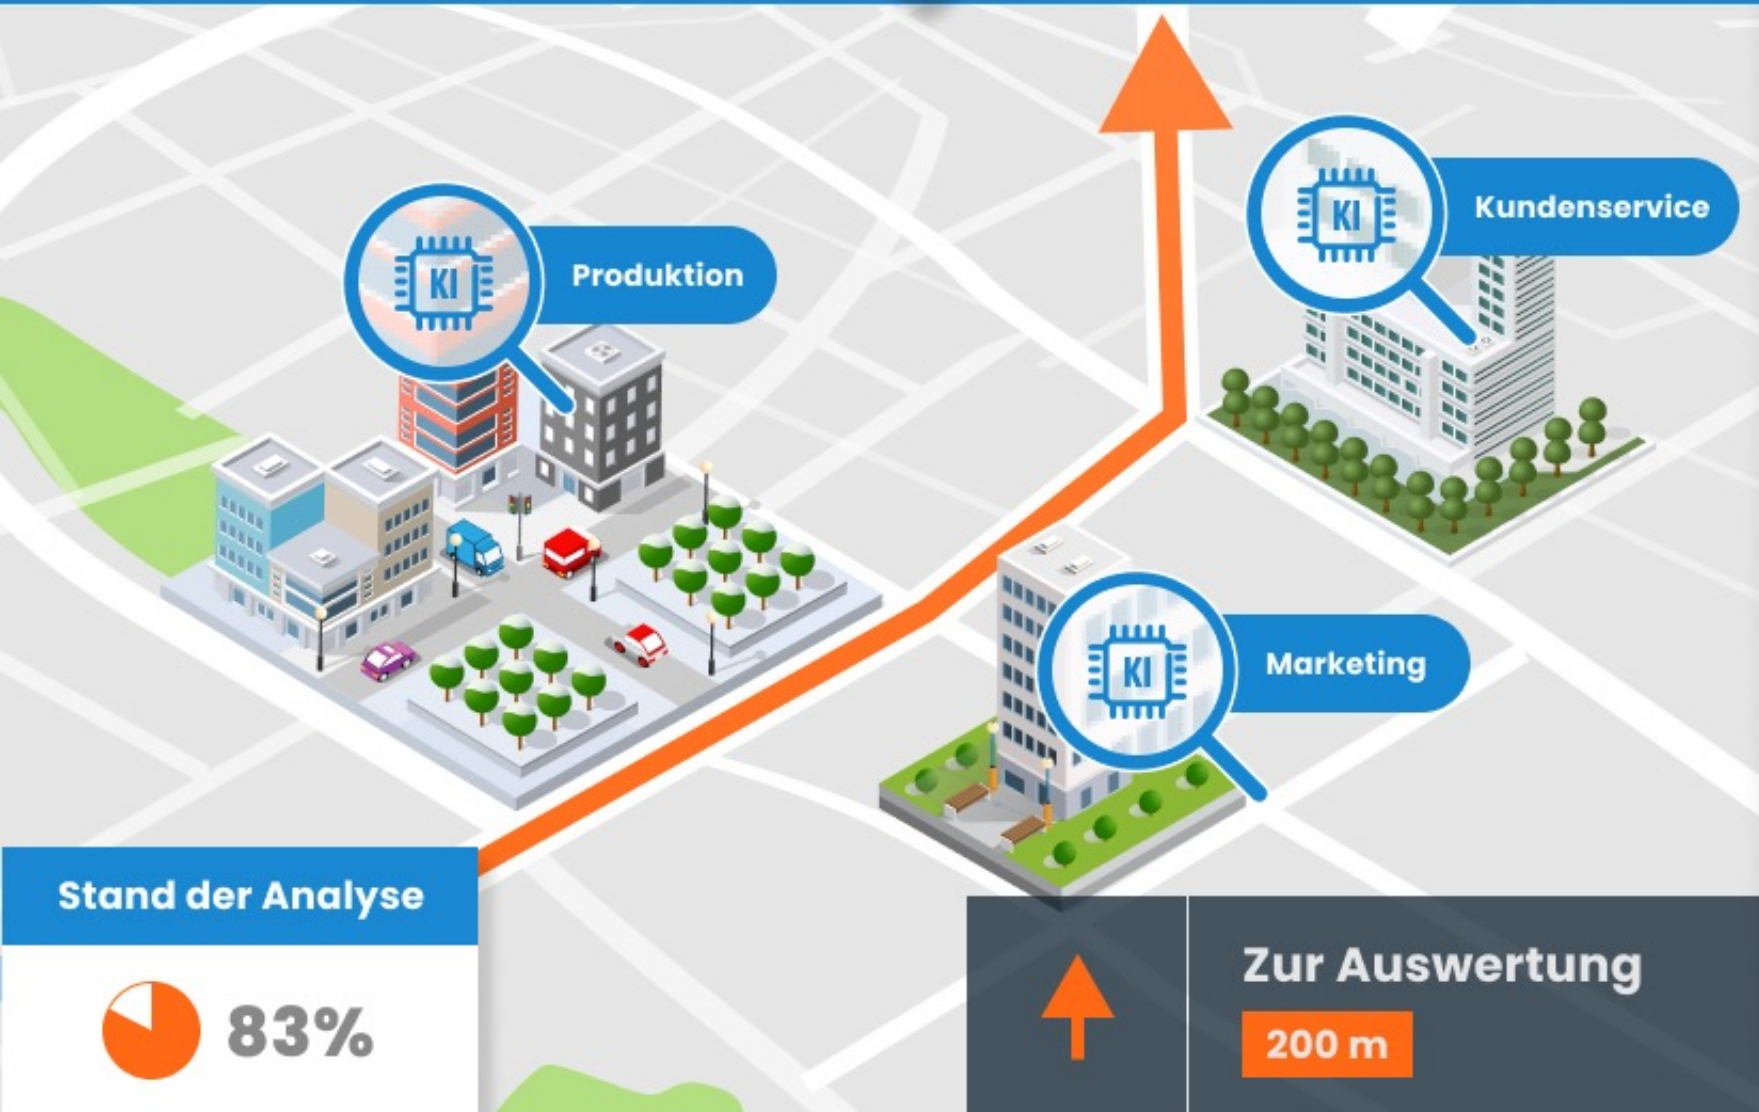 KI
Kundenservice
KI
Produktion
KI
Marketing
Stand der Analyse
83%
Zur Auswertung
200 m